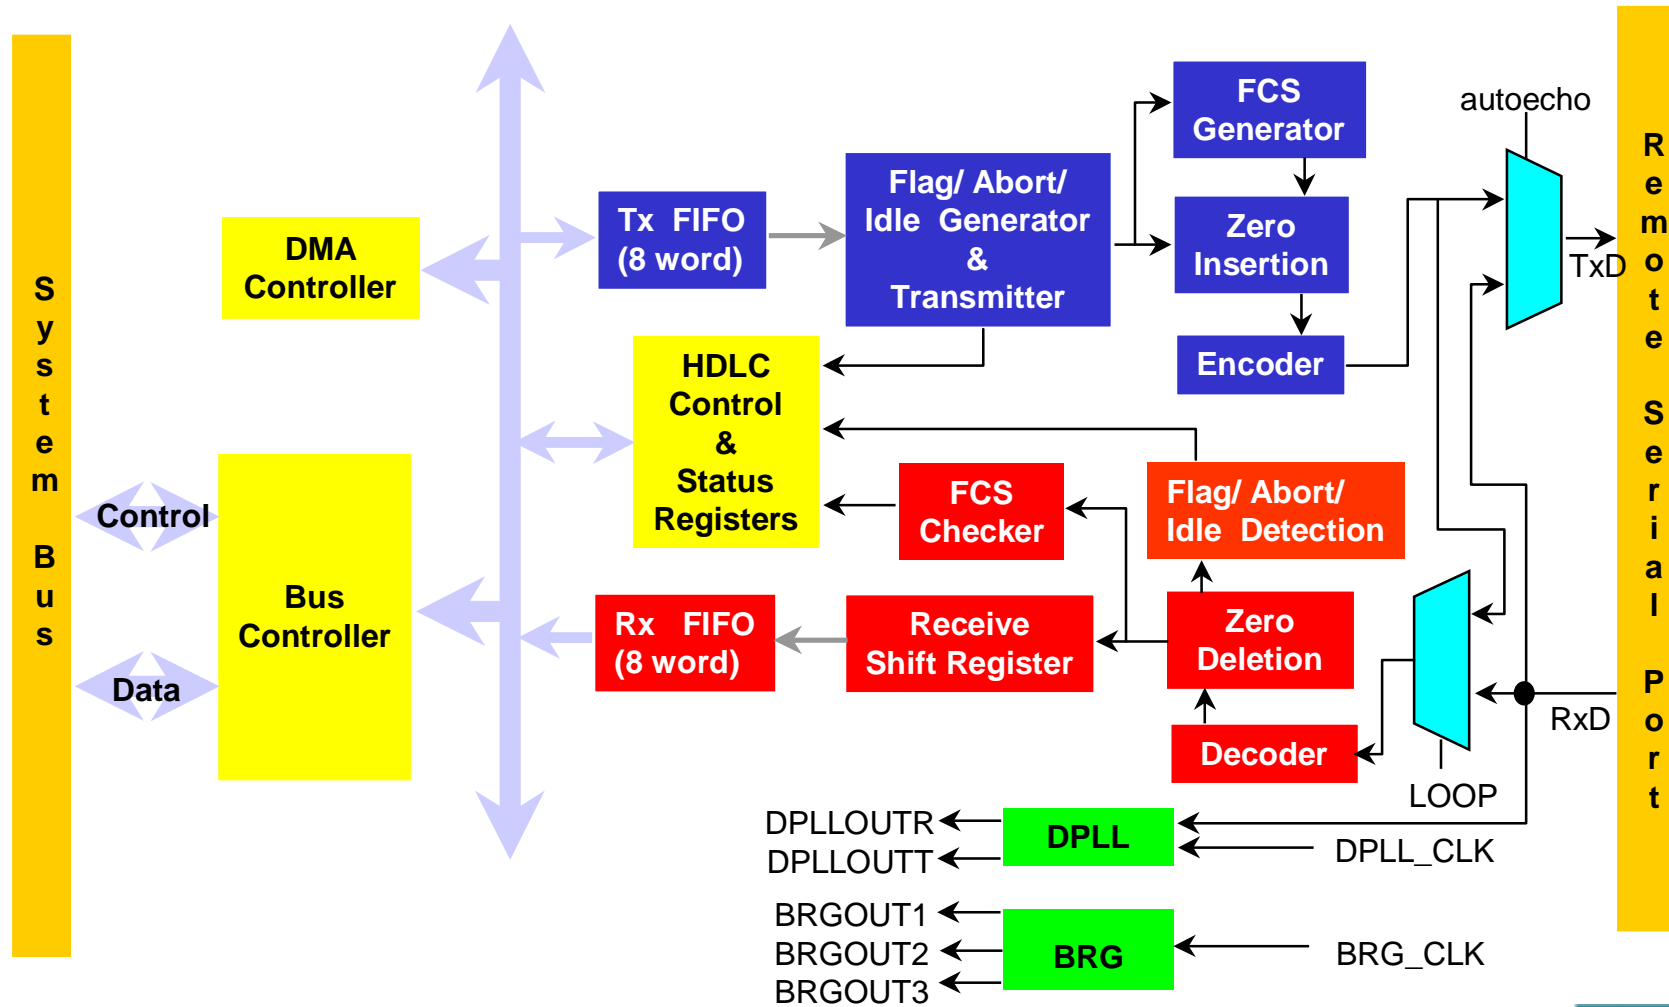 System Bus
Control
Data
DMA
Controller
Bus
Controller
Tx FIFO
(8 word)
Flag/ Abort/
Idle Generator
&
Transmitter
FCS
Generator
Zero
Insertion
Encoder
autoecho
TxD
HDLC
Control
&
Status
Registers
FCS
Checker
Flag/ Abort/
Idle Detection
Rx FIFO
(8 word)
Receive
Shift Register
Zero
Deletion
Decoder
LOOP
RxD
DPLLOUTR
DPLLOUTT
DPLL
DPLL_CLK
BRGOUT1
BRGOUT2
BRGOUT3
BRG
BRG_CLK
Remote Serial Port